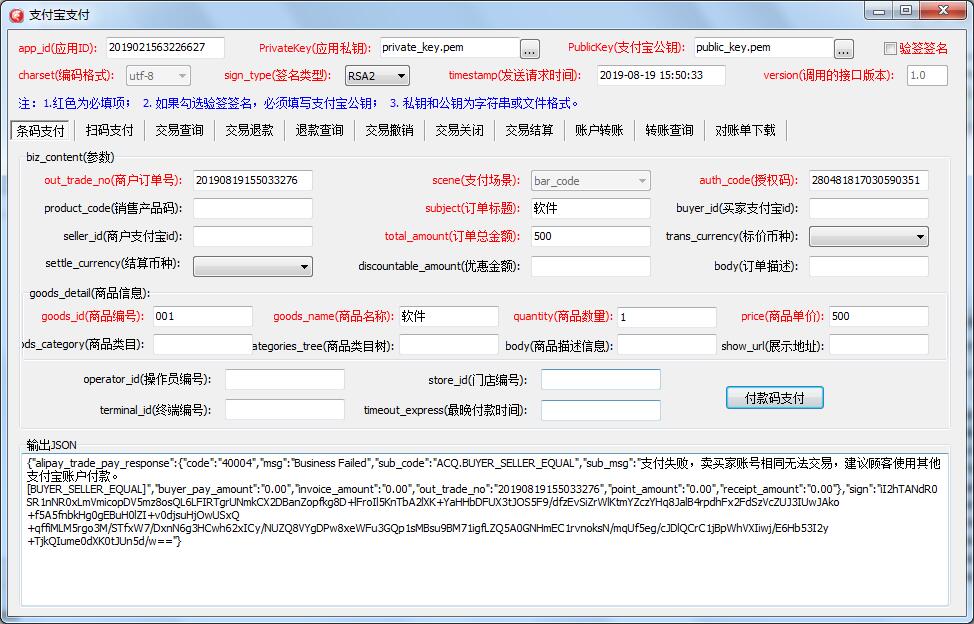 支付宝支付
app_id(应用ID): 2019021563226627 PrivateKey(应用私钥): private_key.pem ... PublicKey(支付宝公钥): public_key.pem ... 验签签名
charset(编码格式): utf-8 sign_type(签名类型): RSA2 timestamp(发送请求时间): 2019-08-19 15:50:33 version(调用的接口版本): 1.0
注：1.红色为必填项； 2.如果勾选验签签名，必须填写支付宝公钥； 3.私钥和公钥为字符串或文件格式。
条码支付 扫码支付 交易查询 交易退款 退款查询 交易撤销 交易关闭 交易结算 账户转账 转账查询 对账单下载
biz_content(参数)
out_trade_no(商户订单号): 20190819155033276 scene(支付场景): bar_code auth_code(授权码): 280481817030590351
product_code(销售产品码): subject(订单标题): 软件 buyer_id(买家支付宝id):
seller_id(商户支付宝id): total_amount(订单总金额): 500 trans_currency(标价币种):
settle_currency(结算币种): discountable_amount(优惠金额): body(订单描述):
goods_detail(商品信息):
goods_id(商品编号): 001 goods_name(商品名称): 软件 quantity(商品数量): 1 price(商品单价): 500
ds_category(商品类目): ategories_tree(商品类目树): body(商品描述信息): show_url(展示地址):
operator_id(操作员编号): store_id(门店编号):
付款码支付
terminal_id(终端编号): timeout_express(最晚付款时间):
输出JSON
{"alipay_trade_pay_response":{"code":"40004","msg":"Business Failed","sub_code":"ACQ.BUYER_SELLER_EQUAL","sub_msg":"支付失败，卖买家账号相同无法交易，建议顾客使用其他
支付宝账户付款。
[BUYER_SELLER_EQUAL]","buyer_pay_amount":"0.00","invoice_amount":"0.00","out_trade_no":"20190819155033276","point_amount":"0.00","receipt_amount":"0.00"},"sign":"iI2hTANdR0
SR1nNR0xLmVmicopDV5mz8osQL6LFIRTgrUNmkCX2DBanZopfkg8D+lFroIl5KnTbA2lXK+YaHHbDFUX3tJOS5F9/dfzEvSiZrWlKtmYZczYHq8JalB4rpdhFx2FdSzVcZUJ3IUwJAko
+f5A5fnbkHg0gEBuH0lZI+v0djsuHjOwUSxQ
+qffiMLM5rgo3M/STfxW7/DxnN6g3HCwh62xICy/NUZQ8VYgDPw8xeWFu3GQp1sMBsu9BM71igfLZQ5A0GNHmEC1rvnoksN/mqUf5eg/cJDlQCrC1jBpWhVXIiwj/E6Hb53I2y
+TjkQIume0dXK0tJUn5d/w=="}